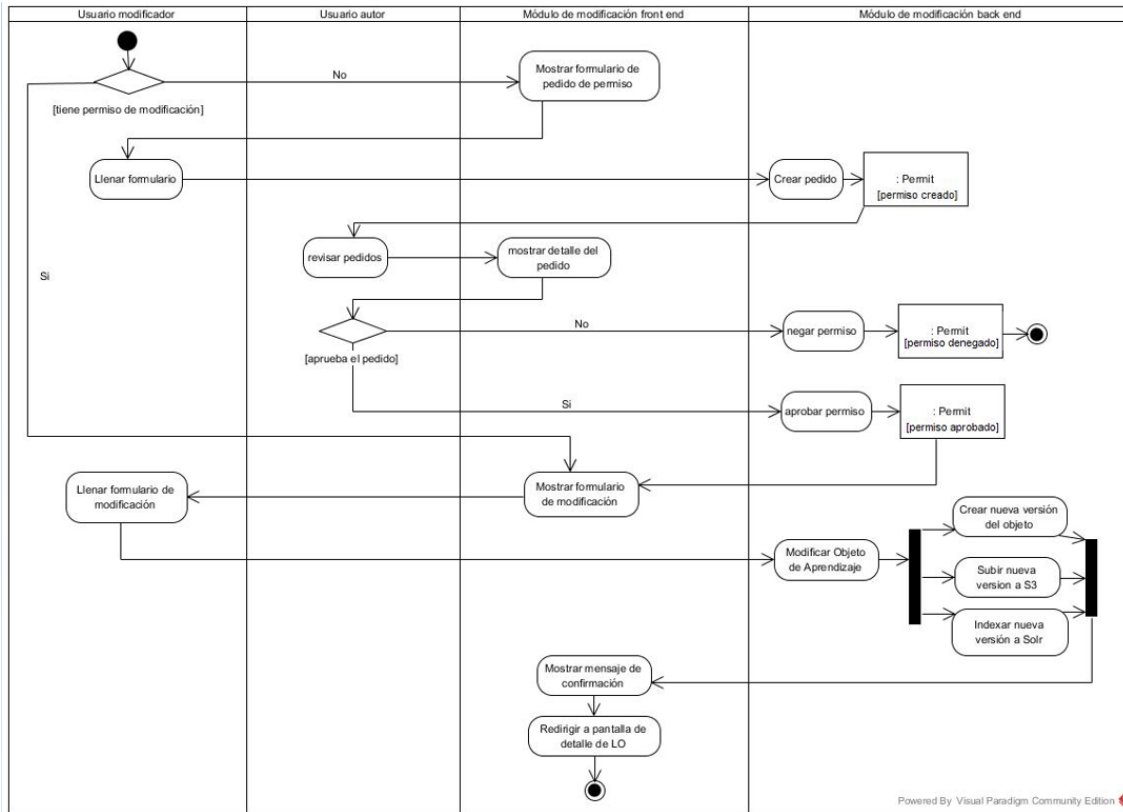 Usuario modificador
Usuario autor
Módulo de modificación front end
Módulo de modificación back end
No
Mostrar formulario de
pedido de permiso
[tiene permiso de modificación]
Llenar formulario
Crear pedido
: Permit
[permiso creado]
revisar pedidos
mostrar detalle del
pedido
Si
No
negar permiso
: Permit
[permiso denegado]
[aprueba el pedido]
Si
aprobar permiso
: Permit
[permiso aprobado]
Llenar formulario de
modificación
Mostrar formulario
de modificación
Crear nueva versión
del objeto
Modificar Objeto
de Aprendizaje
Subir nueva
version a S3
Indexar nueva
versión a Solr
Mostrar mensaje de
confirmación
Redirigir a pantalla de
detalle de LO
Powered By Visual Paradigm Community Edition